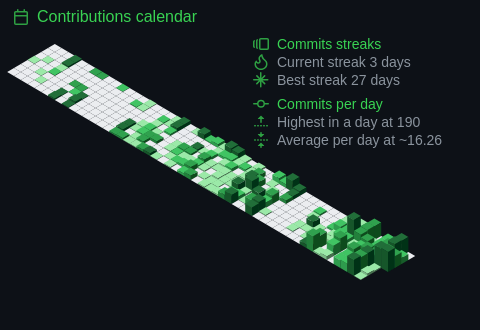 Contributions calendar
Commits streaks
Current streak 3 days
Best streak 27 days
Commits per day
Highest in a day at 190
Average per day at ~16.26